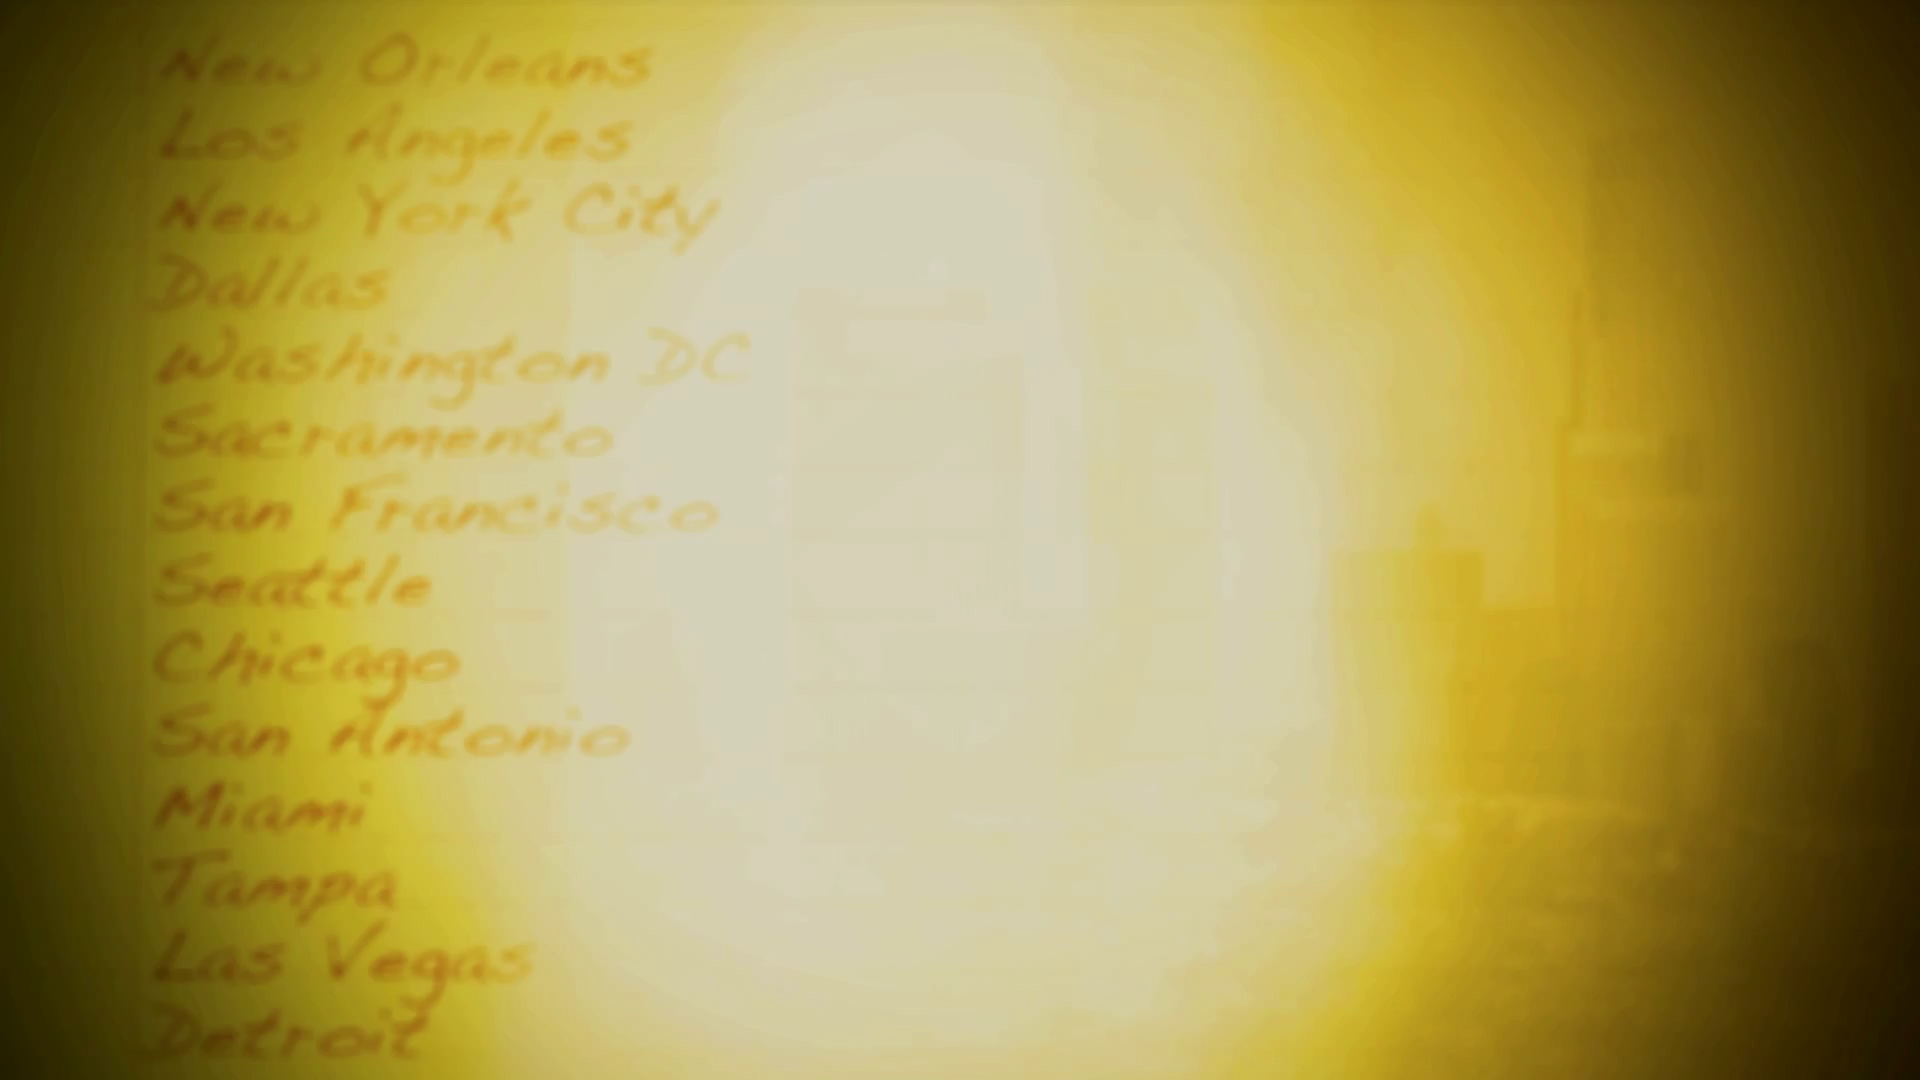 New Orleans
Los Angeles
New York City
Dallas
Washington DC
Sacramento
San Francisco
Seattle
Chicago
San Antonio
Miami
Tampa
Las Vegas
Detroit